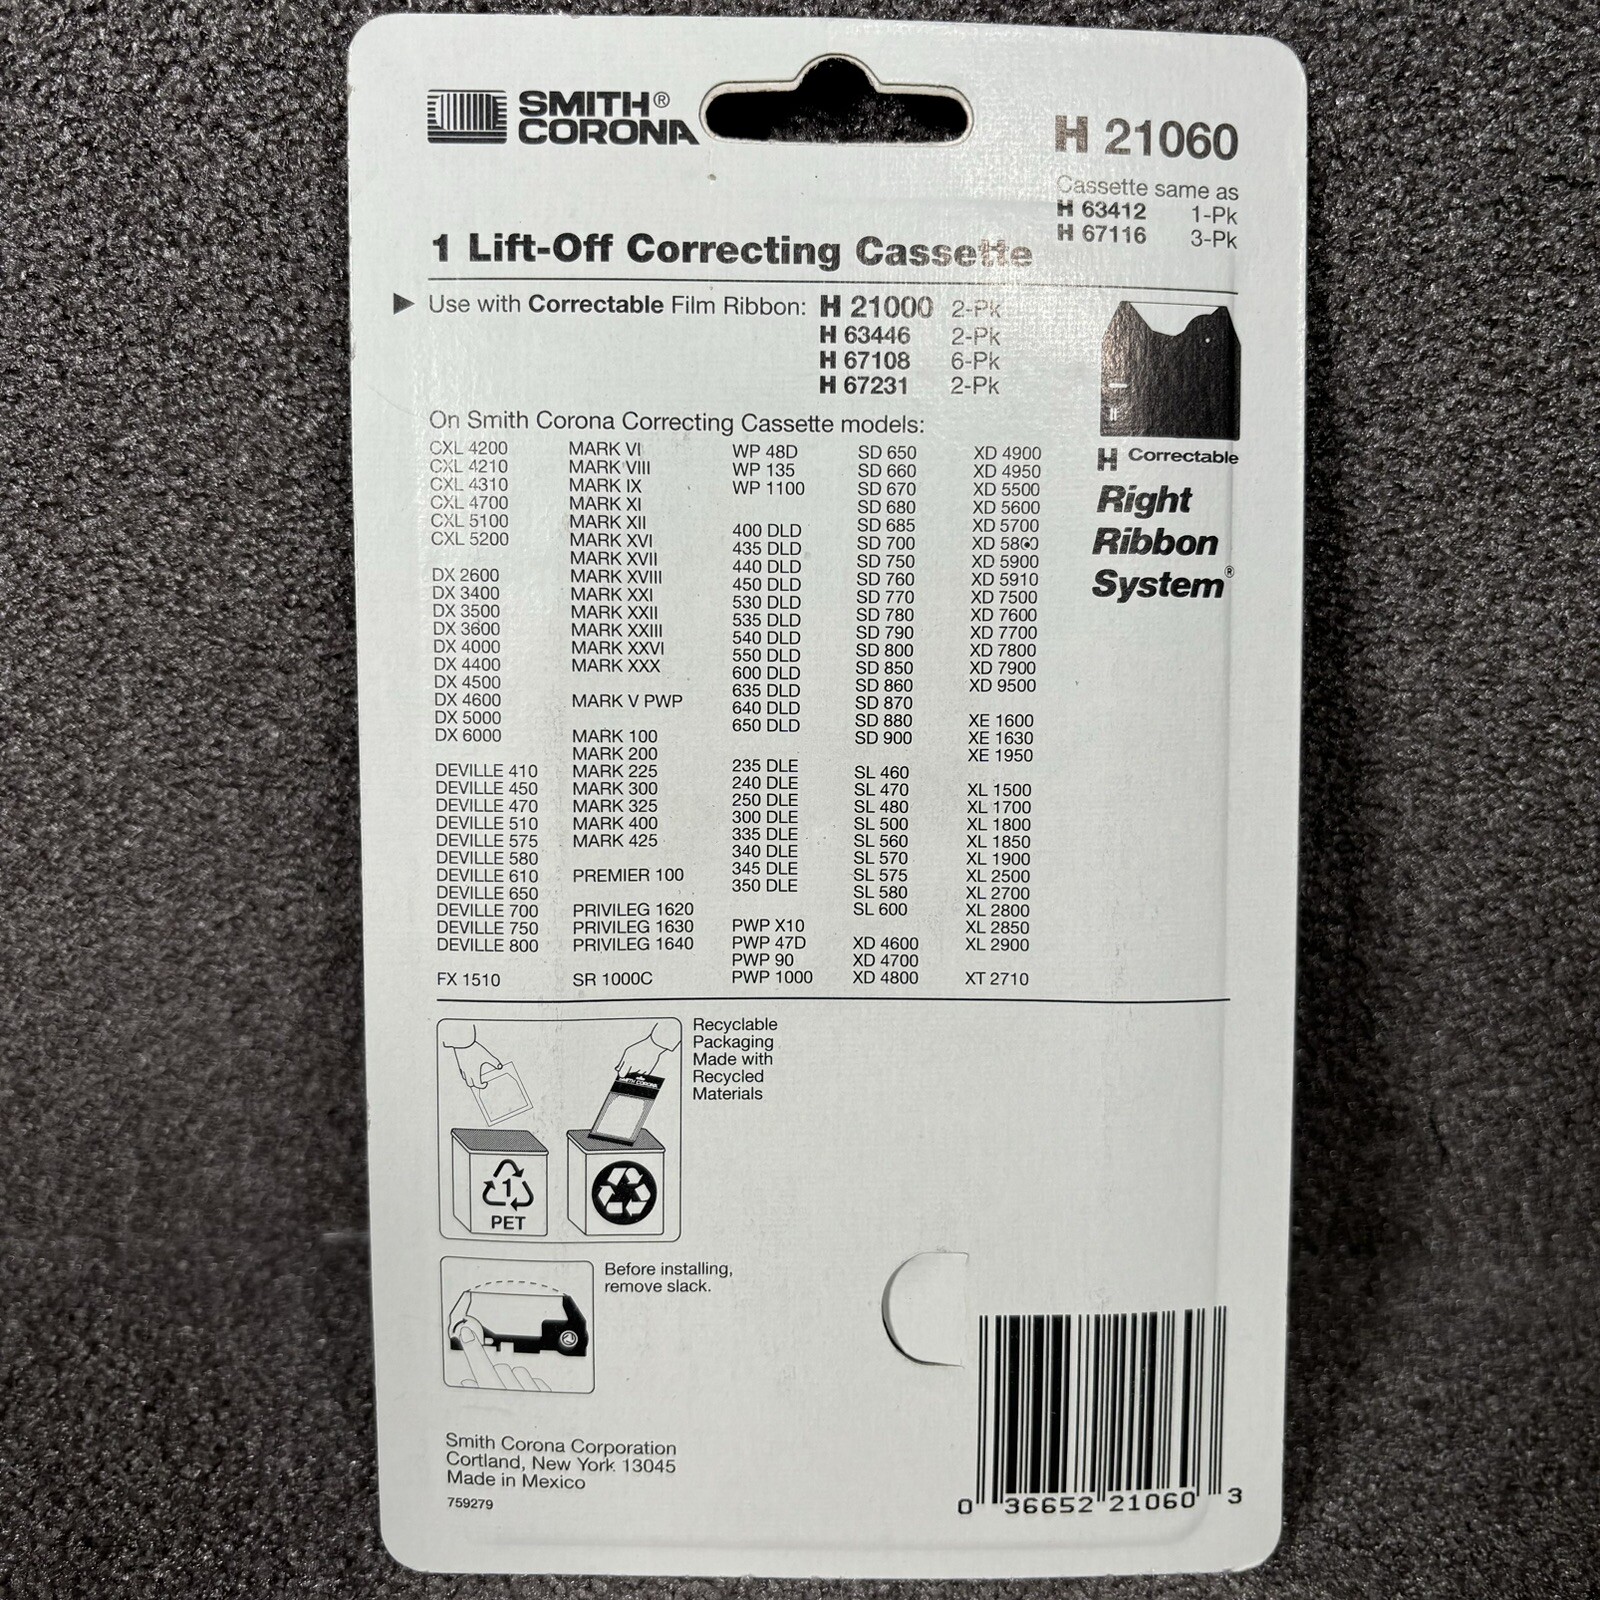 SMITH®
CORONA
H 21060
Cassette same as
H 63412 1-Pk
H 67116 3-Pk
1 Lift-Off Correcting Cassette
Use with Correctable Film Ribbon: H 21000 2-Pk
H 63446 2-Pk
H 67108 6-Pk
H 67231 2-Pk
On Smith Corona Correcting Cassette models:
CXL 4200
CXL 4210
CXL 4310
CXL 4700
CXL 5100
CXL 5200
DX 2600
DX 3400
DX 3500
DX 3600
DX 4000
DX 4400
DX 4500
DX 4600
DX 5000
DX 6000
DEVILLE 410
DEVILLE 450
DEVILLE 470
DEVILLE 510
DEVILLE 575
DEVILLE 580
DEVILLE 610
DEVILLE 650
DEVILLE 700
DEVILLE 750
DEVILLE 800
FX 1510
MARK VI
MARK VIII
MARK IX
MARK XI
MARK XII
MARK XVI
MARK XVII
MARK XVIII
MARK XXI
MARK XXII
MARK XXIII
MARK XXVI
MARK XXX
MARK V PWP
MARK 100
MARK 200
MARK 225
MARK 300
MARK 325
MARK 400
MARK 425
PREMIER 100
PRIVILEG 1620
PRIVILEG 1630
PRIVILEG 1640
SR 1000C
WP 48D
WP 135
WP 1100
400 DLD
435 DLD
440 DLD
450 DLD
530 DLD
535 DLD
540 DLD
550 DLD
600 DLD
635 DLD
640 DLD
650 DLD
235 DLE
240 DLE
250 DLE
300 DLE
335 DLE
340 DLE
345 DLE
350 DLE
PWP X10
PWP 47D
PWP 90
PWP 1000
SD 650
SD 660
SD 670
SD 680
SD 685
SD 700
SD 750
SD 760
SD 770
SD 780
SD 790
SD 800
SD 850
SD 860
SD 870
SD 880
SD 900
SL 460
SL 470
SL 480
SL 500
SL 560
SL 570
SL 575
SL 580
SL 600
XD 4600
XD 4700
XD 4800
XD 4900
XD 4950
XD 5500
XD 5600
XD 5700
XD 5800
XD 5900
XD 5910
XD 7500
XD 7600
XD 7700
XD 7800
XD 7900
XD 9500
XE 1600
XE 1630
XE 1950
XL 1500
XL 1700
XL 1800
XL 1850
XL 1900
XL 2500
XL 2700
XL 2800
XL 2850
XL 2900
XT 2710
H Correctable
Right
Ribbon
System®
Recyclable
Packaging
Made with
Recycled
Materials
SMITH CORONA
1
PET
Before installing,
remove slack.
Smith Corona Corporation
Cortland, New York 13045
Made in Mexico
759279
0 36652 21060 3